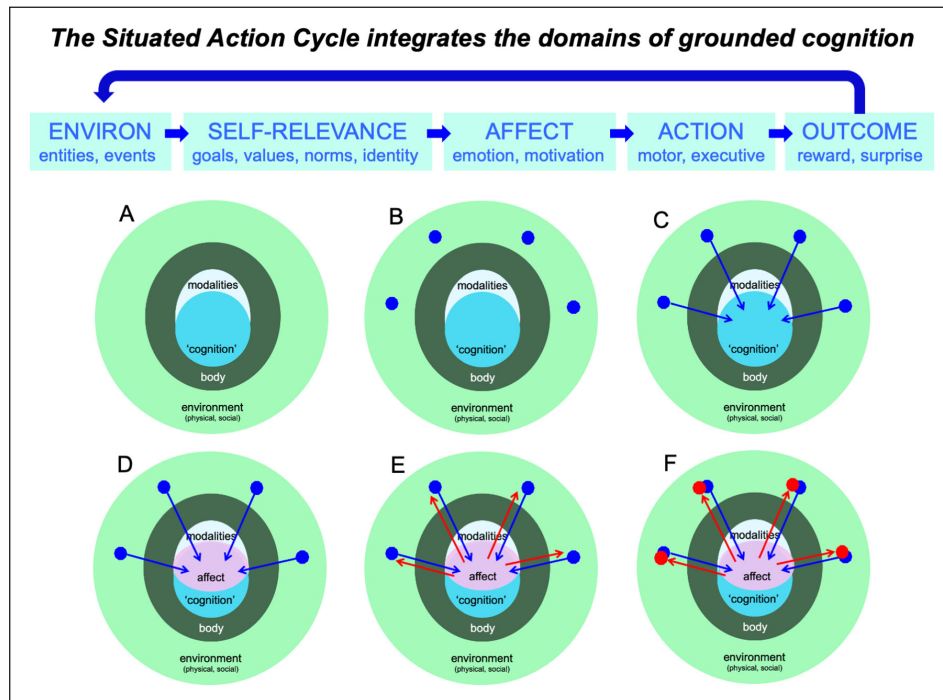 The Situated Action Cycle integrates the domains of grounded cognition
ENVIRON
entities, events
SELF-RELEVANCE
goals, values, norms, identity
AFFECT
emotion, motivation
ACTION
motor, executive
OUTCOME
reward, surprise
A
modalities
'cognition'
body
environment
(physical, social)
B
modalities
'cognition'
body
environment
(physical, social)
C
modalities
'cognition'
body
environment
(physical, social)
D
modalities
affect
'cognition'
body
environment
(physical, social)
E
modalities
affect
'cognition'
body
environment
(physical, social)
F
modalities
affect
'cognition'
body
environment
(physical, social)